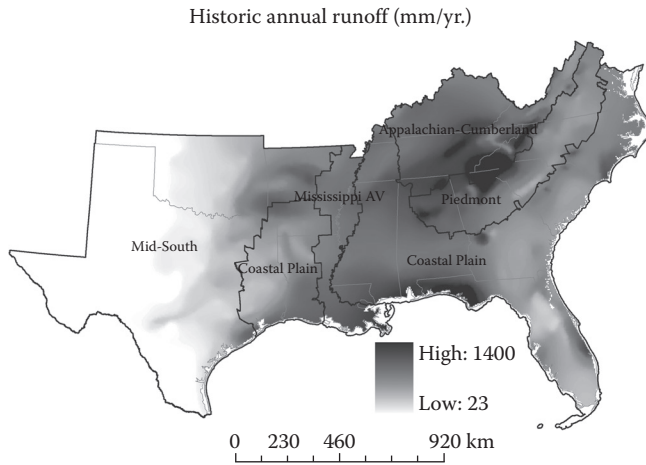 Historic annual runoff (mm/yr.)
Appalachian-Cumberland
Mississippi AV
Piedmont
Mid-South
Coastal Plain
Coastal Plain
High: 1400
Low: 23
0 230 460 920 km